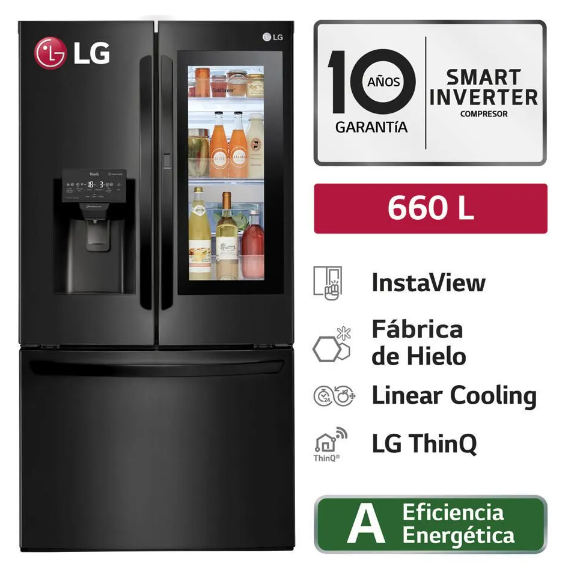 LG
LG
10 AÑOS
GARANTÍA
SMART
INVERTER
COMPRESOR
660 L
InstaView
Fábrica
de Hielo
Linear Cooling
LG ThinQ
ThinQ®
A
Eficiencia
Energética